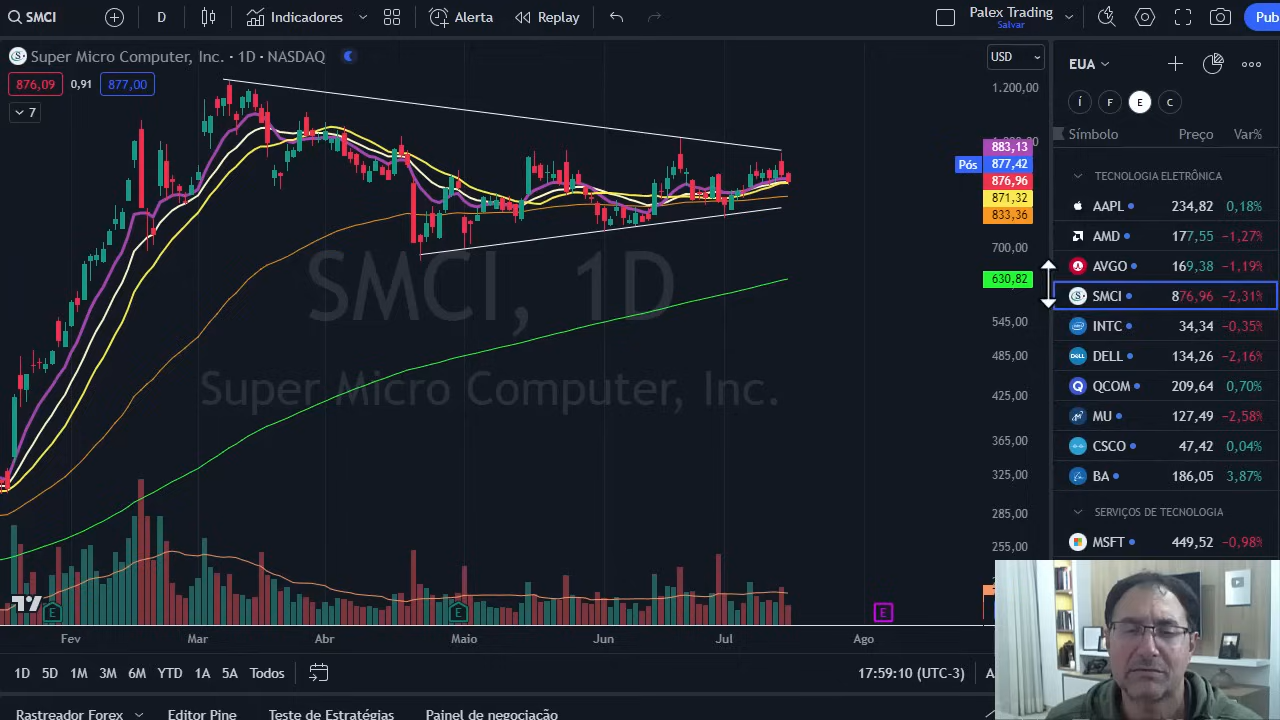 SMCI
D
Indicadores
Alerta
Replay
Palex Trading
Salvar
Pub
Super Micro Computer, Inc. · 1D · NASDAQ
876,09
0,91
877,00
7
USD
1.200,00
883,13
Pós
877,42
876,96
871,32
833,36
700,00
630,82
545,00
485,00
425,00
365,00
325,00
285,00
255,00
SMCI, 1D
Super Micro Computer, Inc.
E
E
E
Fev
Mar
Abr
Maio
Jun
Jul
Ago
1D
5D
1M
3M
6M
YTD
1A
5A
Todos
17:59:10 (UTC-3)
A
Rastreador Forex
Editor Pine
Teste de Estratégias
Painel de negociação
EUA
Í
F
E
C
Símbolo Preço Var%
TECNOLOGIA ELETRÔNICA
AAPL 234,82 0,18%
AMD 177,55 −1,27%
AVGO 169,38 −1,19%
SMCI 876,96 −2,31%
INTC 34,34 −0,35%
DELL 134,26 −2,16%
QCOM 209,64 0,70%
MU 127,49 −2,58%
CSCO 47,42 0,04%
BA 186,05 3,87%
SERVIÇOS DE TECNOLOGIA
MSFT 449,52 −0,98%